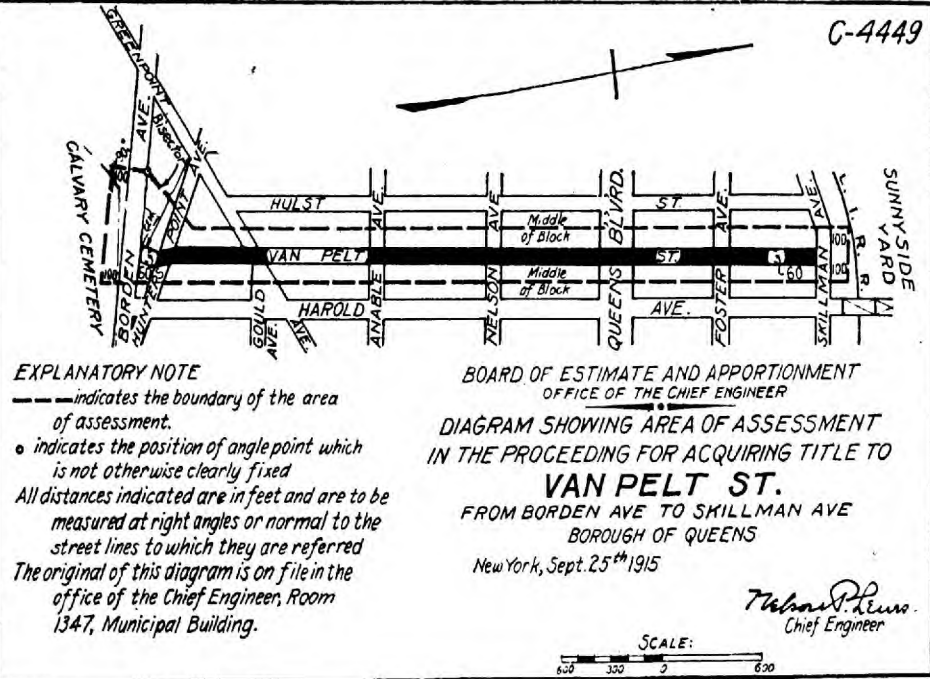 C-4449
GREENPOINT
AVE.
Bisector
AVE.
CALVARY CEMETERY
BORDEN
HUNTERS POINT
100
60
HULST ST.
Middle
of Block
VAN PELT ST.
60
Middle
of Block
HAROLD AVE.
GOULD
AVE.
AVE.
ANABLE AVE.
NELSON AVE
QUEENS BL'VRD.
FOSTER AVE.
SKILLMAN AVE.
100
100
L. I. R. R.
SUNNYSIDE
YARD
EXPLANATORY NOTE
indicates the boundary of the area
of assessment.
indicates the position of angle point which
is not otherwise clearly fixed
All distances indicated are in feet and are to be
measured at right angles or normal to the
street lines to which they are referred
The original of this diagram is on file in the
office of the Chief Engineer, Room
1347, Municipal Building.
BOARD OF ESTIMATE AND APPORTIONMENT
OFFICE OF THE CHIEF ENGINEER
DIAGRAM SHOWING AREA OF ASSESSMENT
IN THE PROCEEDING FOR ACQUIRING TITLE TO
VAN PELT ST.
FROM BORDEN AVE TO SKILLMAN AVE
BOROUGH OF QUEENS
New York, Sept. 25th 1915
Nelson P. Lewis.
Chief Engineer
SCALE:
600 300 0 600